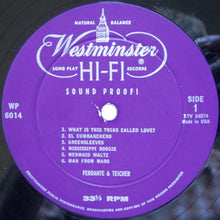 NATURAL BALANCE
Westminster
LONG PLAY RECORDS
HI-FI
SOUND PROOF!
WP
6014
SIDE
1
XTV 24874
Made in USA
1. WHAT IS THIS THING CALLED LOVE?
2. EL CUMBANCHERO
3. GREENSLEEVES
4. MISSISSIPPI BOOGIE
5. MERMAID WALTZ
6. MAN FROM MARS
FERRANTE & TEICHER
33⅓ RPM